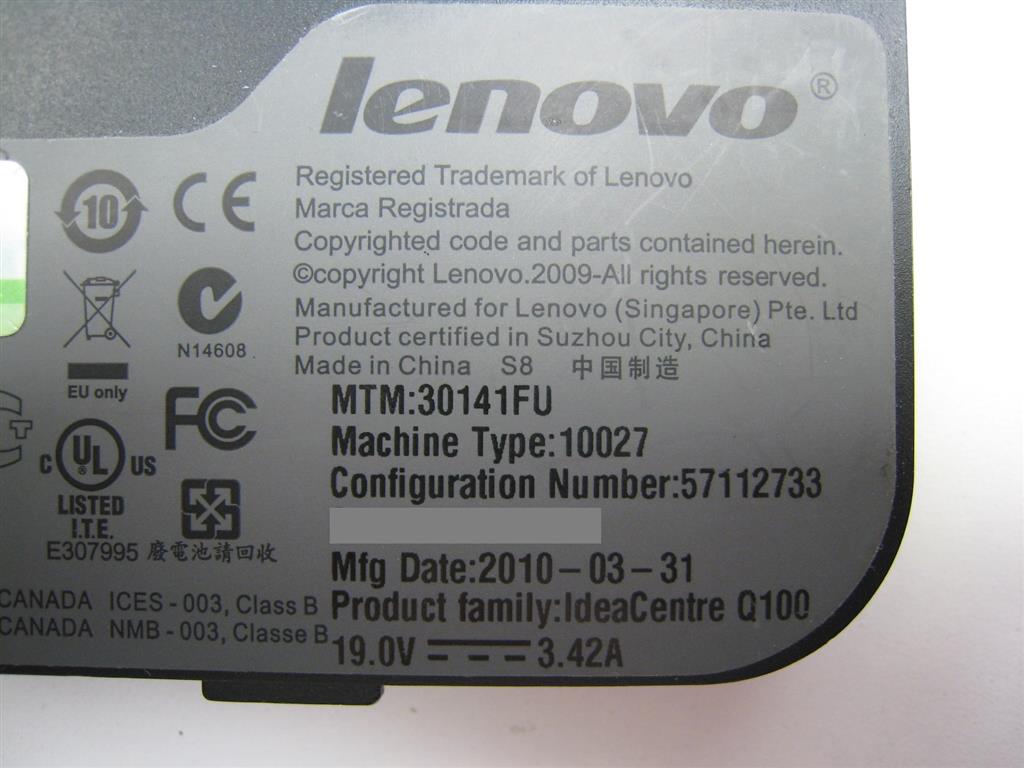 lenovo®
Registered Trademark of Lenovo
Marca Registrada
Copyrighted code and parts contained herein.
©copyright Lenovo.2009-All rights reserved.
Manufactured for Lenovo (Singapore) Pte. Ltd
Product certified in Suzhou City, China
Made in China S8 中国制造
MTM:30141FU
Machine Type:10027
Configuration Number:57112733
Mfg Date:2010-03-31
Product family:IdeaCentre Q100
19.0V 3.42A
10
CE
N14608
EU only
FC
c UL US
LISTED
I.T.E.
E307995 廢電池請回收
CANADA ICES-003, Class B
CANADA NMB-003, Classe B